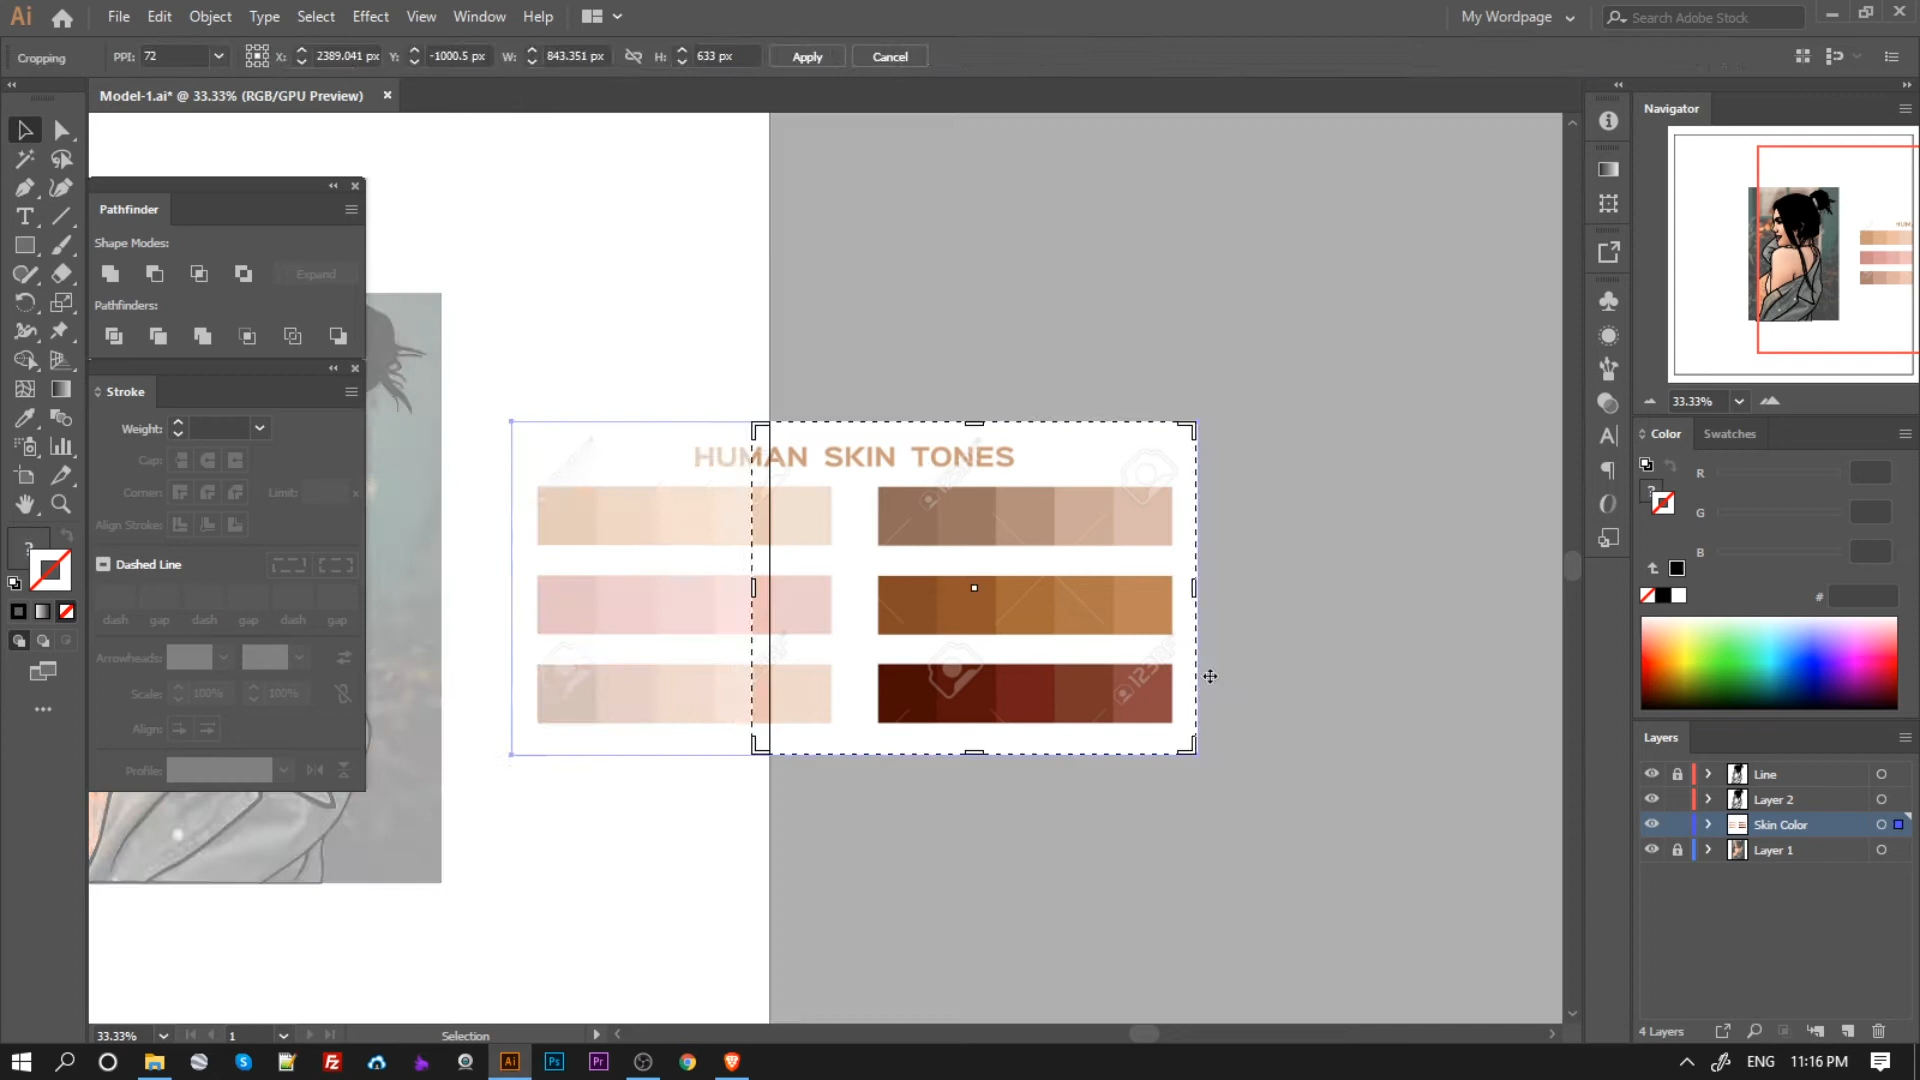 Ai File Edit Object Type Select Effect View Window Help My Wordpage Search Adobe Stock
Cropping PPI: 72 X: 2389.041 px Y: -1000.5 px W: 843.351 px H: 633 px Apply Cancel
Model-1.ai* @ 33.33% (RGB/GPU Preview)
Navigator
Pathfinder
Shape Modes:
Expand
Pathfinders:
Stroke
Weight:
Cap:
Corner: Limit: x
Align Stroke:
Dashed Line
dash gap dash gap dash gap
Arrowheads:
Scale: 100% 100%
Align:
Profile:
HUMAN SKIN TONES
33.33%
Color Swatches
R
G
B
#
Layers
Line
Layer 2
Skin Color
Layer 1
4 Layers
33.33% 1 Selection
Ai Ps Pr ENG 11:16 PM